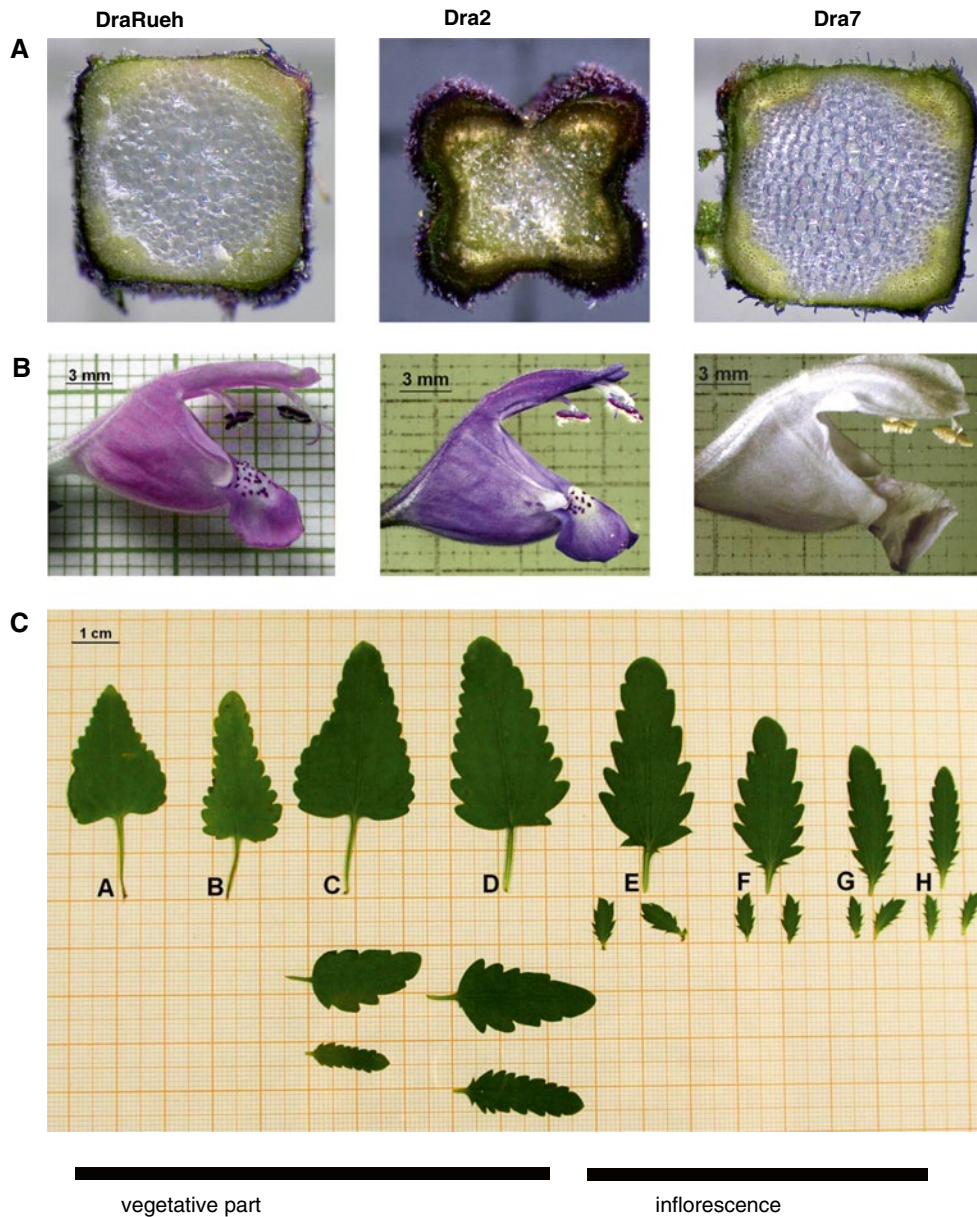 DraRueh Dra2 Dra7
A
B
3 mm 3 mm 3 mm
C
1 cm
A B C D E F G H
vegetative part inflorescence